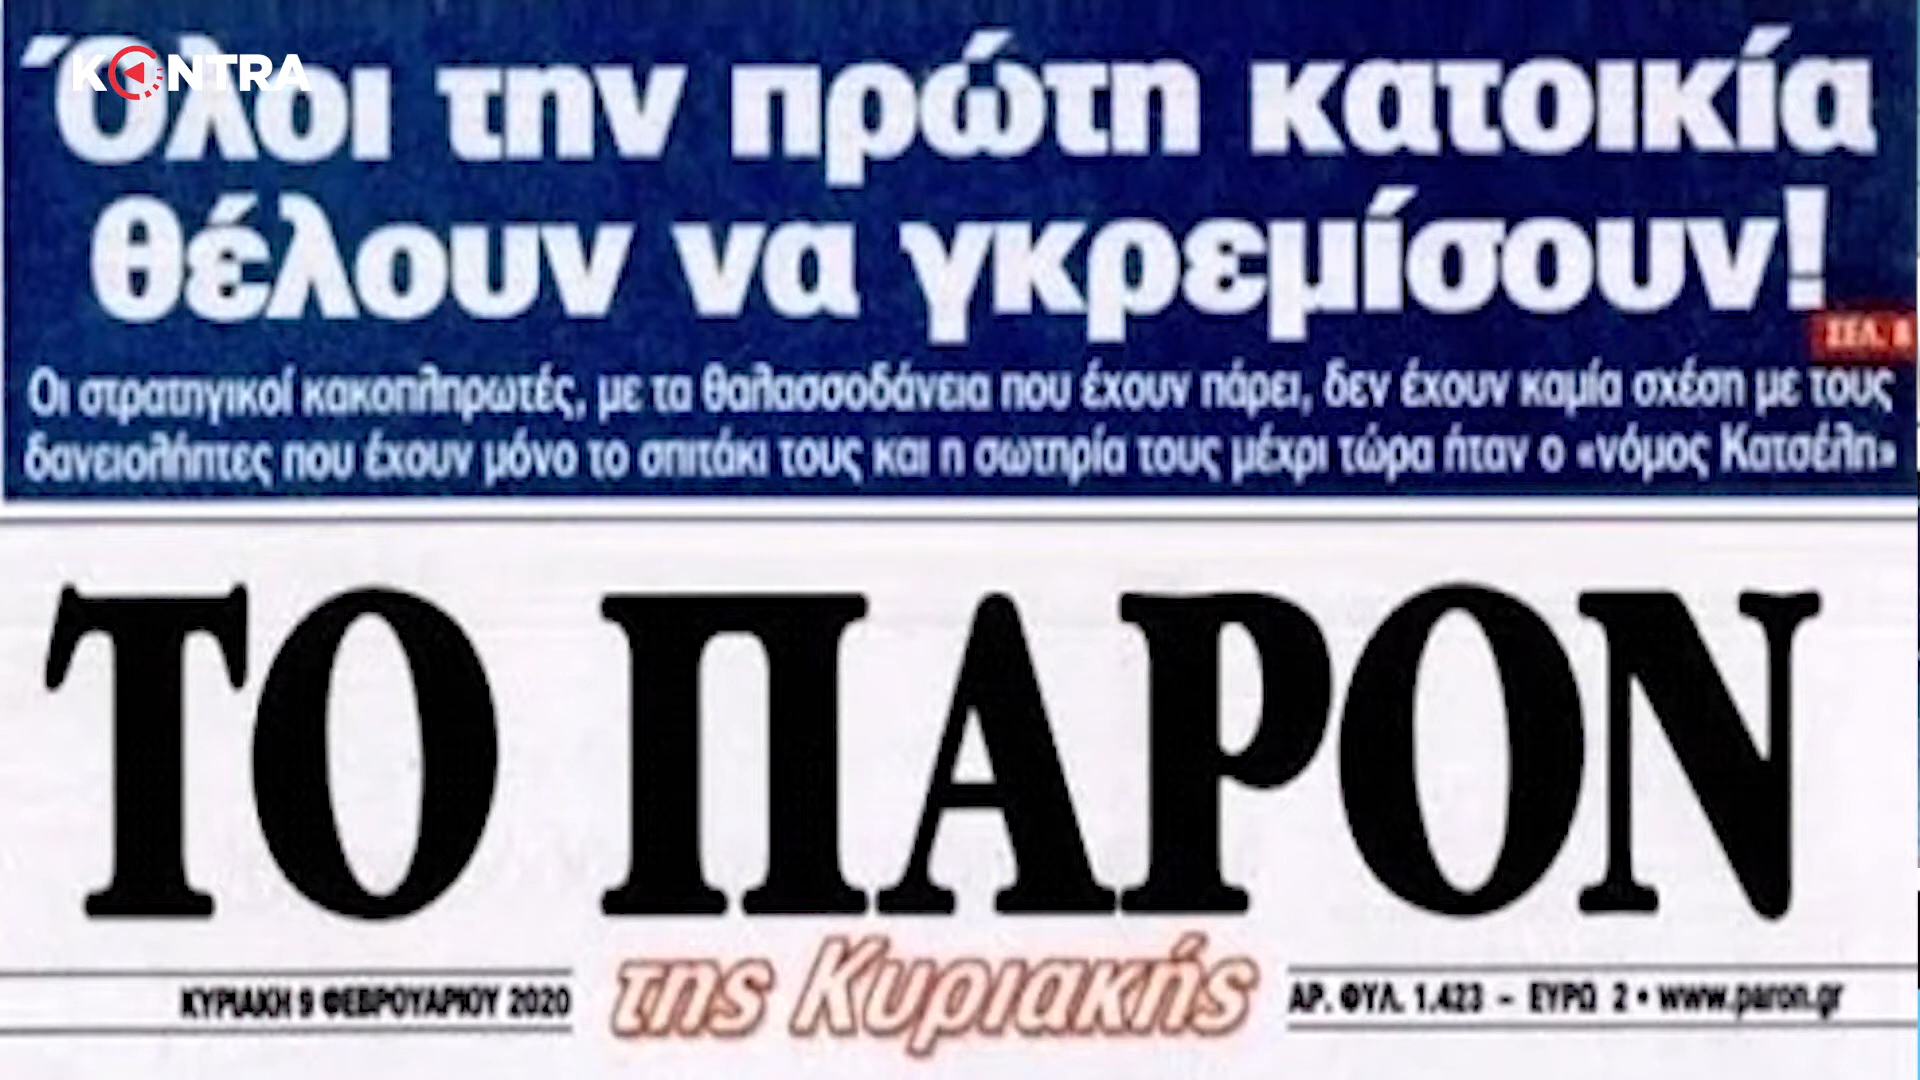 KONTRA
Όλοι την πρώτη κατοικία
θέλουν να γκρεμίσουν!
ΣΕΛ. 8
Οι στρατηγικοί κακοπληρωτές, με τα θαλασσοδάνεια που έχουν πάρει, δεν έχουν καμία σχέση με τους
δανειολήπτες που έχουν μόνο το σπιτάκι τους και η σωτηρία τους μέχρι τώρα ήταν ο «νόμος Κατσέλη»
ΤΟ ΠΑΡΟΝ
της Κυριακής
ΚΥΡΙΑΚΗ 9 ΦΕΒΡΟΥΑΡΙΟΥ 2020
ΑΡ. ΦΥΛ. 1.423 – ΕΥΡΩ 2 • www.paron.gr